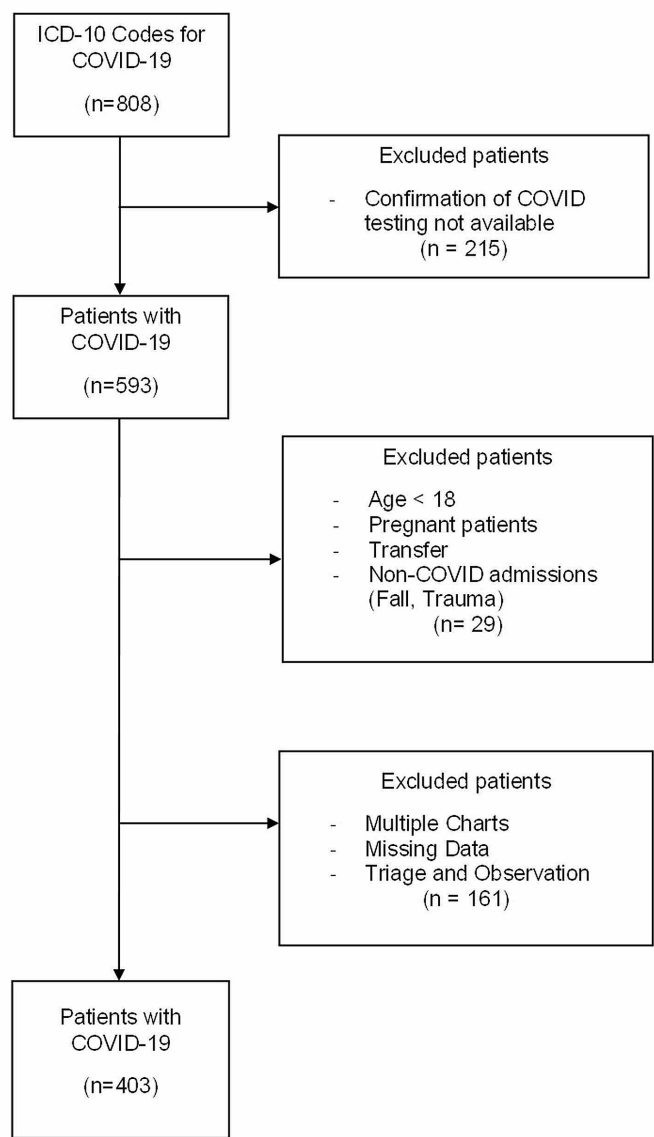 ICD-10 Codes for
COVID-19
(n=808)
Excluded patients
- Confirmation of COVID
testing not available
(n = 215)
Patients with
COVID-19
(n=593)
Excluded patients
- Age < 18
- Pregnant patients
- Transfer
- Non-COVID admissions
(Fall, Trauma)
(n= 29)
Excluded patients
- Multiple Charts
- Missing Data
- Triage and Observation
(n = 161)
Patients with
COVID-19
(n=403)